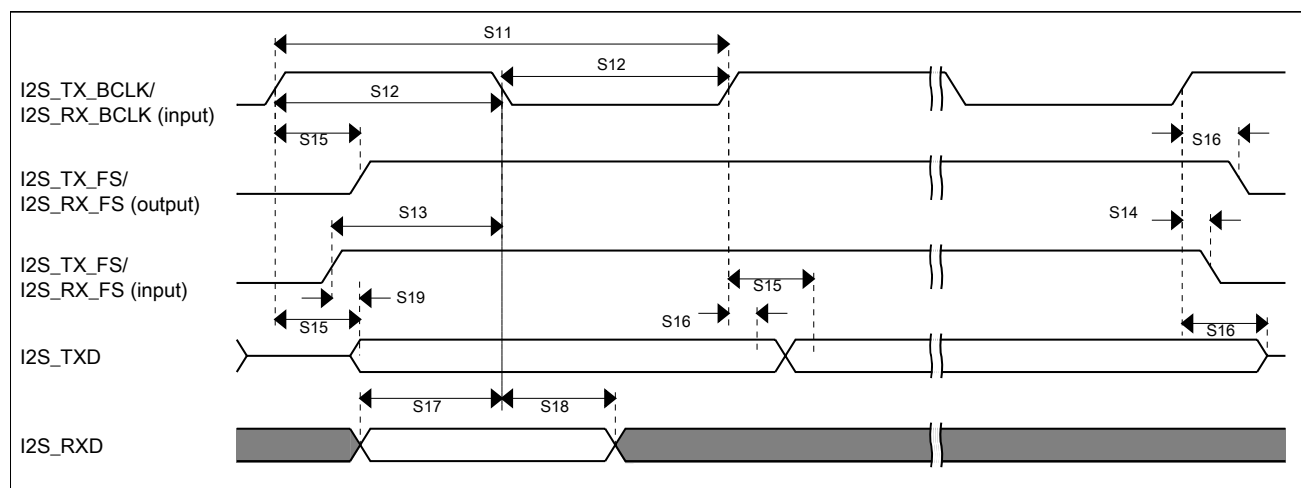 S11
S12
I2S_TX_BCLK/
I2S_RX_BCLK (input)
S12
S15
S16
I2S_TX_FS/
I2S_RX_FS (output)
S13
S14
I2S_TX_FS/
I2S_RX_FS (input)
S15
S19
S16
S15
S16
I2S_TXD
S17
S18
I2S_RXD